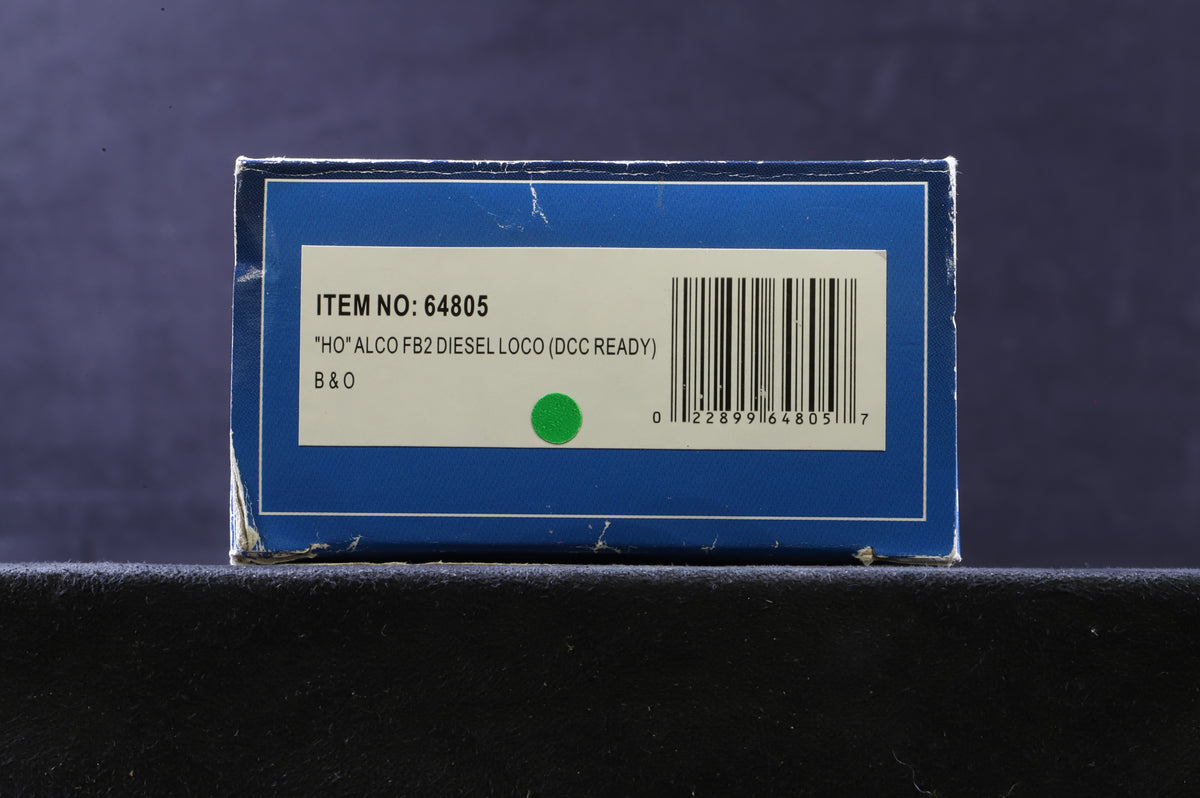 ITEM NO: 64805
"HO" ALCO FB2 DIESEL LOCO (DCC READY)
B & O
0 22899 64805 7